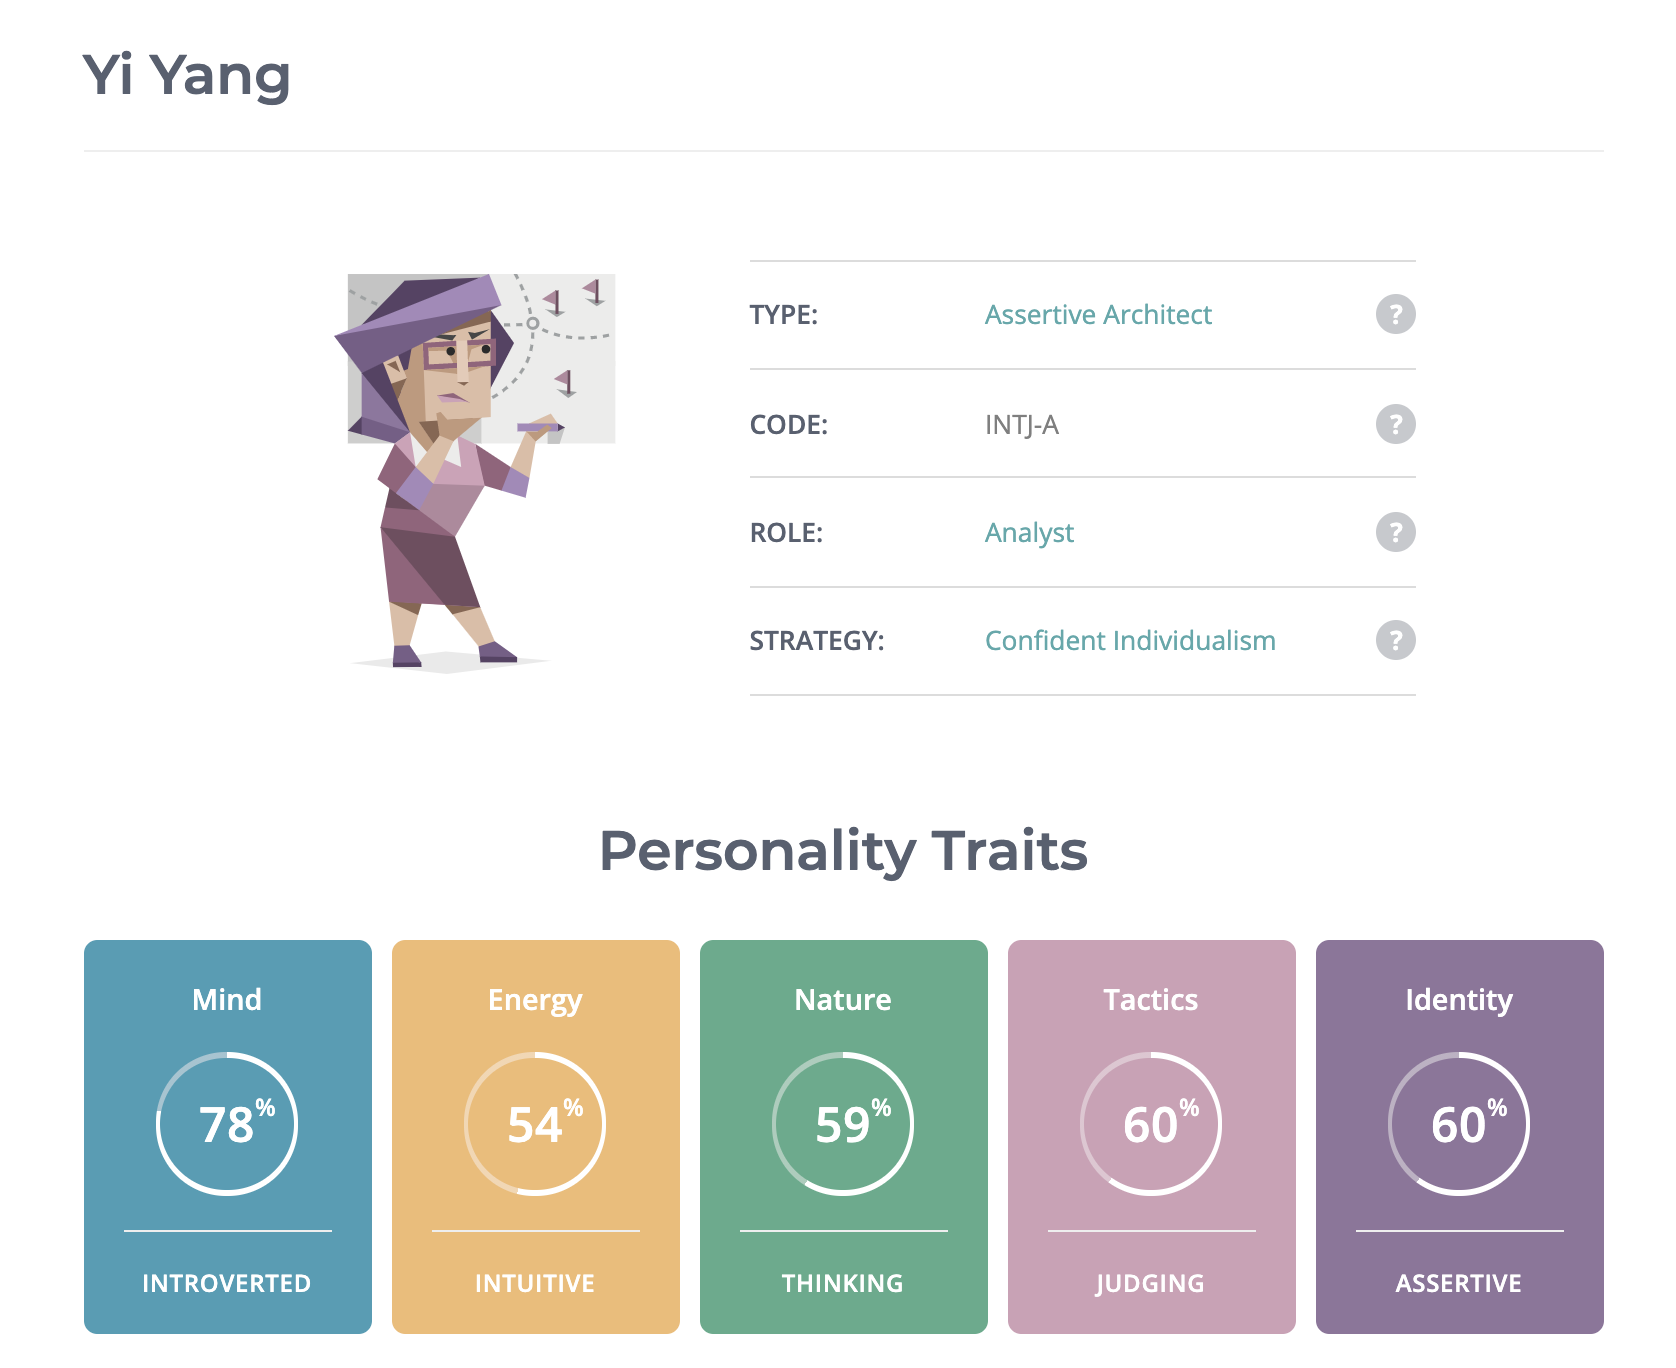 Yi Yang
TYPE: Assertive Architect ?
CODE: INTJ-A ?
ROLE: Analyst ?
STRATEGY: Confident Individualism ?
Personality Traits
Mind
78%
INTROVERTED
Energy
54%
INTUITIVE
Nature
59%
THINKING
Tactics
60%
JUDGING
Identity
60%
ASSERTIVE